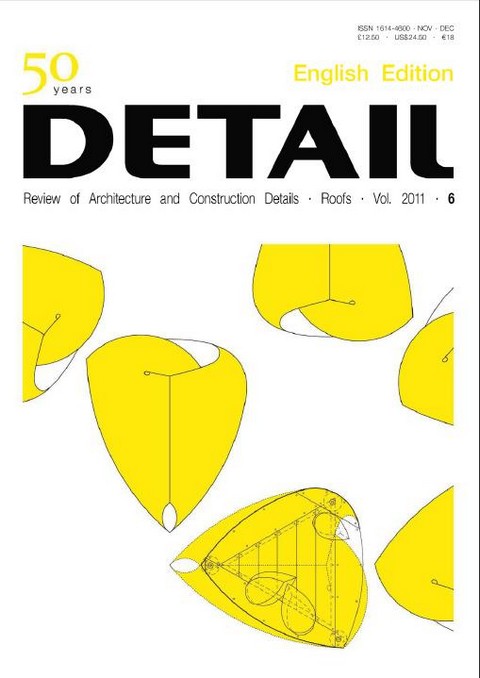 ISSN 1614-4600 · NOV · DEC
£12.50 · US$24.50 · €18
50
years
English Edition
DETAIL
Review of Architecture and Construction Details · Roofs · Vol. 2011 · 6